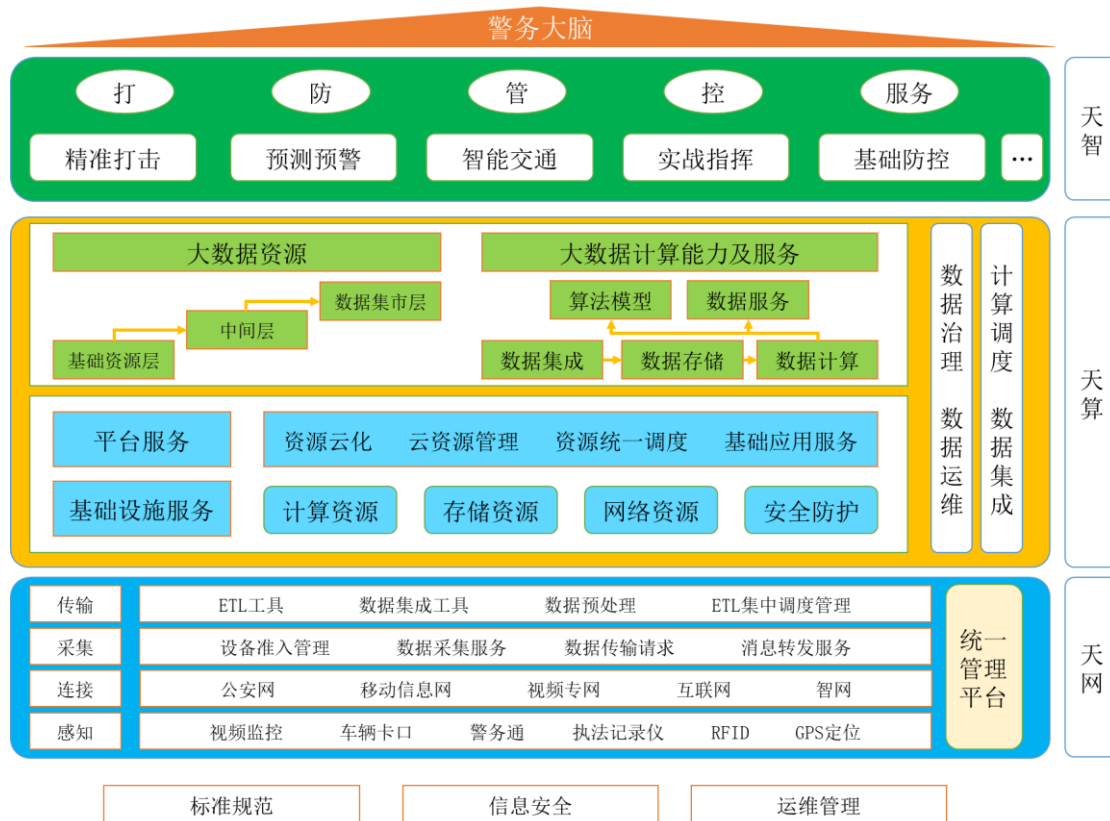 警务大脑
打 防 管 控 服务
精准打击 预测预警 智能交通 实战指挥 基础防控 …
天智
大数据资源 大数据计算能力及服务
数据集市层
中间层
基础资源层
算法模型 数据服务
数据集成 数据存储 数据计算
平台服务 资源云化 云资源管理 资源统一调度 基础应用服务
基础设施服务 计算资源 存储资源 网络资源 安全防护
数据治理 数据运维
计算调度 数据集成
天算
传输 ETL工具 数据集成工具 数据预处理 ETL集中调度管理
采集 设备准入管理 数据采集服务 数据传输请求 消息转发服务
连接 公安网 移动信息网 视频专网 互联网 智网
感知 视频监控 车辆卡口 警务通 执法记录仪 RFID GPS定位
统一
管理
平台
天网
标准规范 信息安全 运维管理